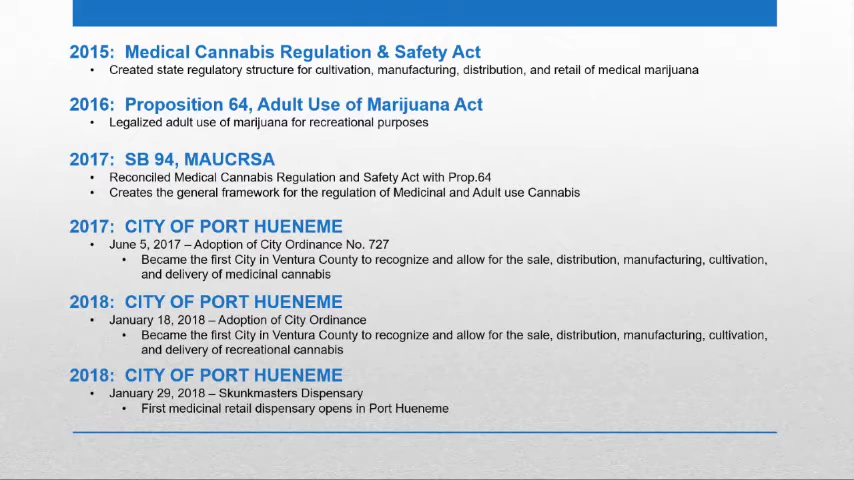 2015: Medical Cannabis Regulation & Safety Act
• Created state regulatory structure for cultivation, manufacturing, distribution, and retail of medical marijuana
2016: Proposition 64, Adult Use of Marijuana Act
• Legalized adult use of marijuana for recreational purposes
2017: SB 94, MAUCRSA
• Reconciled Medical Cannabis Regulation and Safety Act with Prop.64
• Creates the general framework for the regulation of Medicinal and Adult use Cannabis
2017: CITY OF PORT HUENEME
• June 5, 2017 – Adoption of City Ordinance No. 727
• Became the first City in Ventura County to recognize and allow for the sale, distribution, manufacturing, cultivation,
and delivery of medicinal cannabis
2018: CITY OF PORT HUENEME
• January 18, 2018 – Adoption of City Ordinance
• Became the first City in Ventura County to recognize and allow for the sale, distribution, manufacturing, cultivation,
and delivery of recreational cannabis
2018: CITY OF PORT HUENEME
• January 29, 2018 – Skunkmasters Dispensary
• First medicinal retail dispensary opens in Port Hueneme